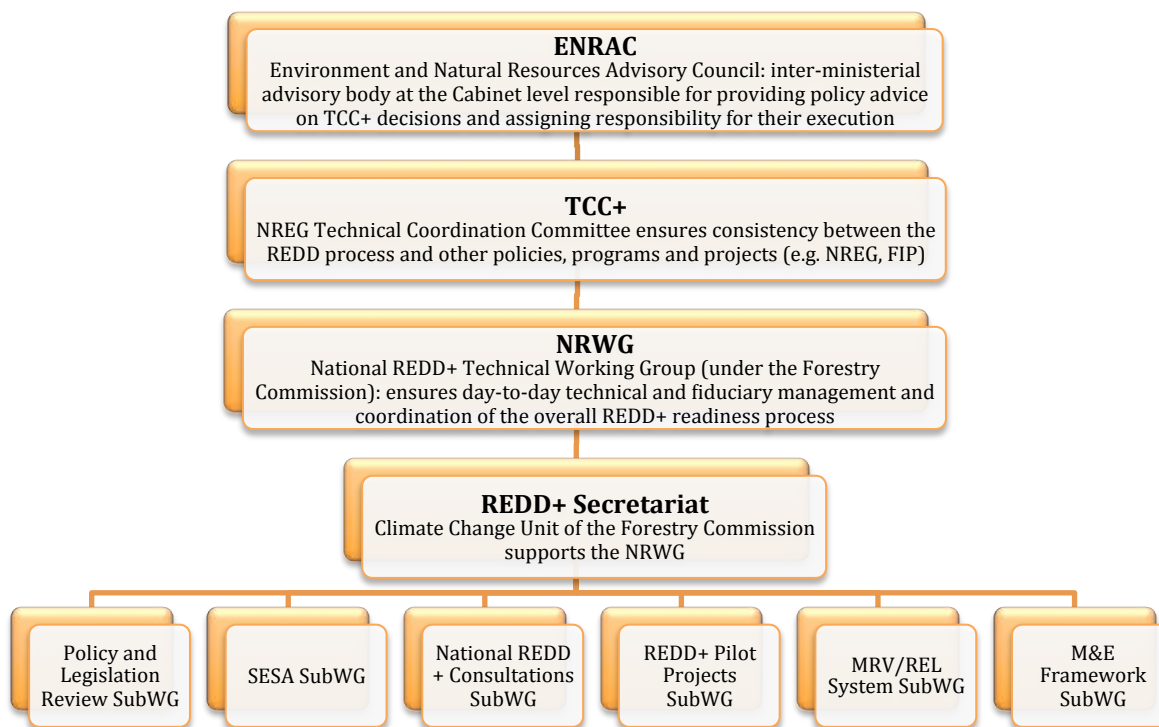 ENRAC
Environment and Natural Resources Advisory Council: inter-ministerial
advisory body at the Cabinet level responsible for providing policy advice
on TCC+ decisions and assigning responsibility for their execution
TCC+
NREG Technical Coordination Committee ensures consistency between the
REDD process and other policies, programs and projects (e.g. NREG, FIP)
NRWG
National REDD+ Technical Working Group (under the Forestry
Commission): ensures day-to-day technical and fiduciary management and
coordination of the overall REDD+ readiness process
REDD+ Secretariat
Climate Change Unit of the Forestry Commission
supports the NRWG
Policy and
Legislation
Review SubWG
SESA SubWG
National REDD
+ Consultations
SubWG
REDD+ Pilot
Projects
SubWG
MRV/REL
System SubWG
M&E
Framework
SubWG